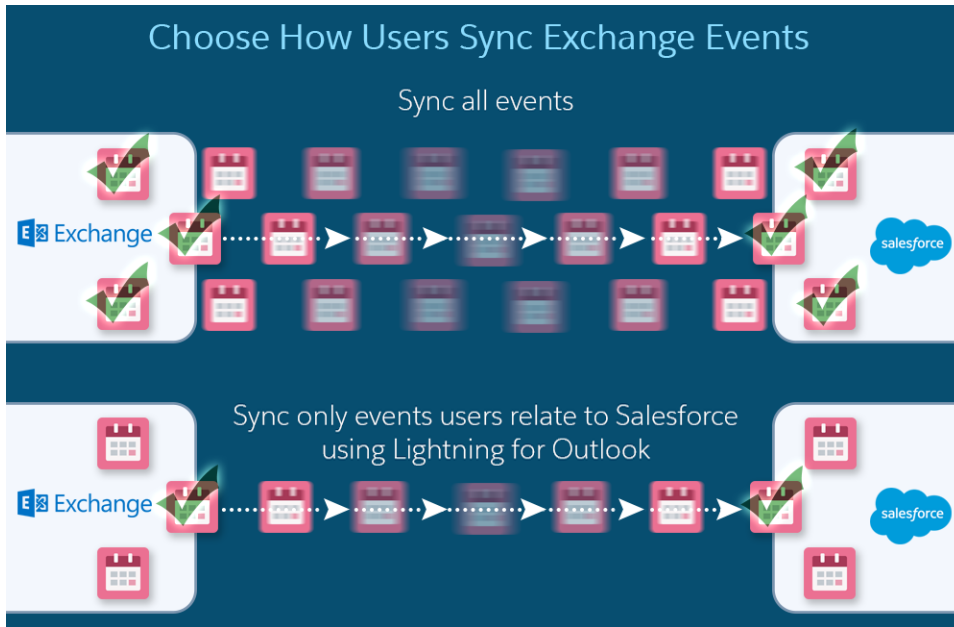 Choose How Users Sync Exchange Events
Sync all events
Exchange
salesforce
Sync only events users relate to Salesforce
using Lightning for Outlook
Exchange
salesforce